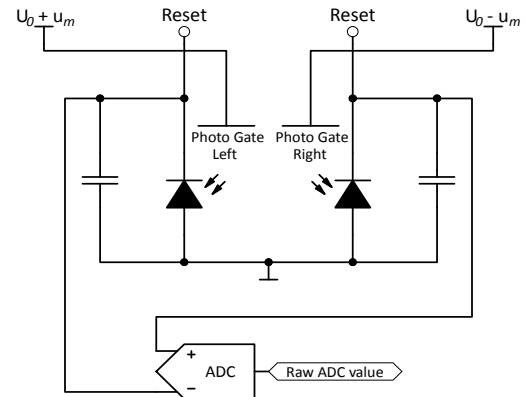 U0 + um
Reset
Reset
U0 - um
Photo Gate
Left
Photo Gate
Right
+
ADC
Raw ADC value
−